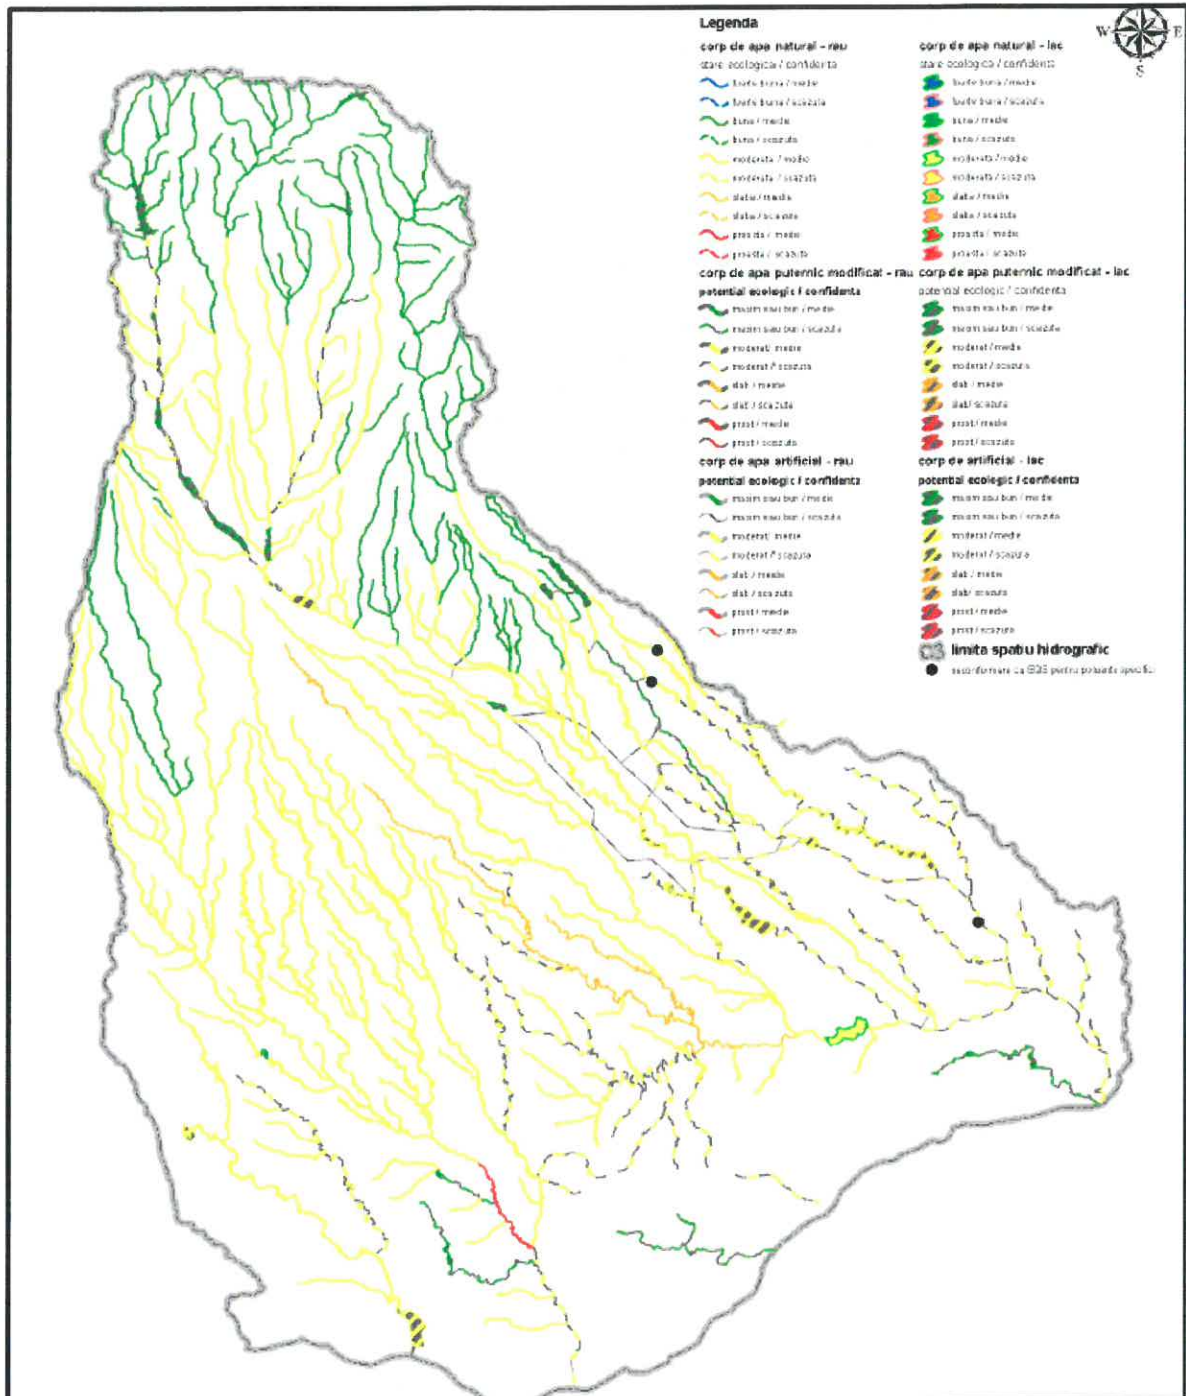 Legenda
corp de apa natural - rau
stare ecologica / confidenta
foarte buna / medie
foarte buna / scazuta
buna / medie
buna / scazuta
moderata / medie
moderata / scazuta
slaba / medie
slaba / scazuta
proasta / medie
proasta / scazuta
corp de apa puternic modificat - rau
potential ecologic / confidenta
maxim sau bun / medie
maxim sau bun / scazuta
moderat/ medie
moderat / scazuta
slab / medie
slab / scazuta
prost / medie
prost / scazuta
corp de apa artificial - rau
potential ecologic / confidenta
maxim sau bun / medie
maxim sau bun / scazuta
moderat/ medie
moderat / scazuta
slab / medie
slab / scazuta
prost / medie
prost / scazuta
corp de apa natural - lac
stare ecologica / confidenta
foarte buna / medie
foarte buna / scazuta
buna / medie
buna / scazuta
moderata / medie
moderata / scazuta
slaba / medie
slaba / scazuta
proasta / medie
proasta / scazuta
corp de apa puternic modificat - lac
potential ecologic / confidenta
maxim sau bun / medie
maxim sau bun / scazuta
moderat / medie
moderat / scazuta
slab / medie
slab/ scazuta
prost / medie
prost / scazuta
corp de artificial - lac
potential ecologic / confidenta
maxim sau bun / medie
maxim sau bun / scazuta
moderat / medie
moderat / scazuta
slab / medie
slab/ scazuta
prost / medie
prost / scazuta
limita spatiu hidrografic
neconformare cu pentru poluanti specifici
W E
S